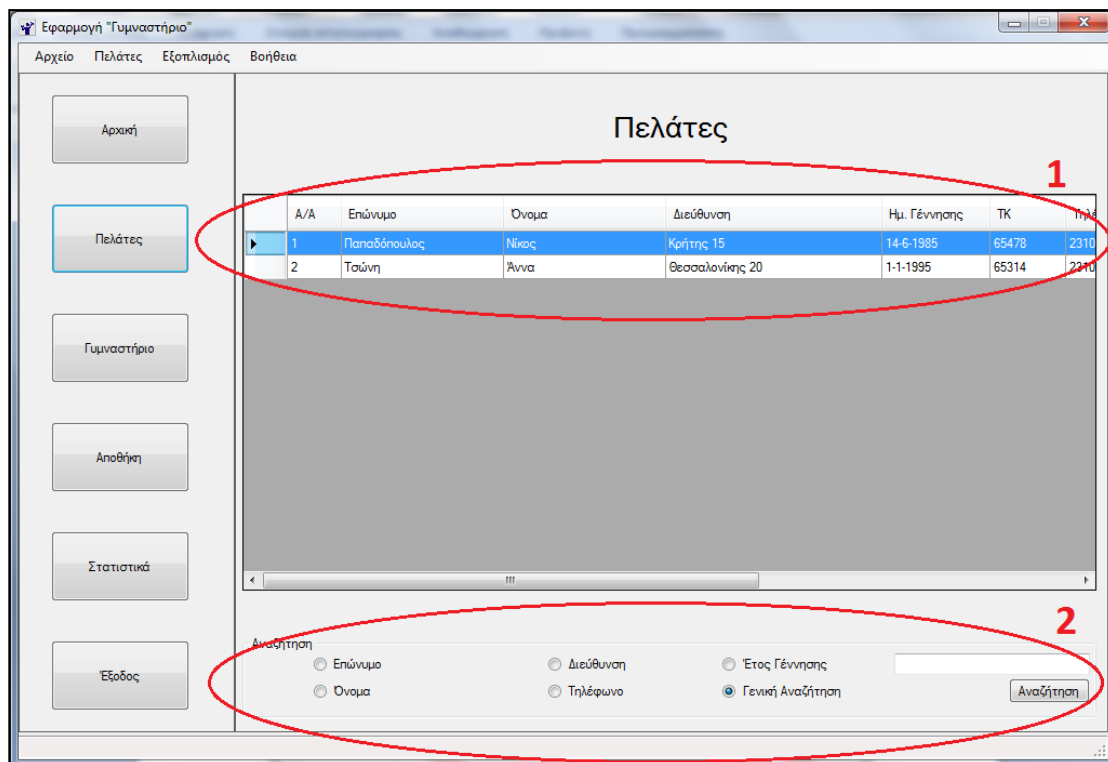 Εφαρμογή "Γυμναστήριο"
Αρχείο Πελάτες Εξοπλισμός Βοήθεια
Αρχική
Πελάτες
Γυμναστήριο
Αποθήκη
Στατιστικά
Έξοδος
Πελάτες
1
Α/Α Επώνυμο Όνομα Διεύθυνση Ημ. Γέννησης ΤΚ Τηλέ
1 Παπαδόπουλος Νίκος Κρήτης 15 14-6-1985 65478 2310
2 Τσώνη Άννα Θεσσαλονίκης 20 1-1-1995 65314 2310
2
Αναζήτηση
Επώνυμο Διεύθυνση Έτος Γέννησης
Όνομα Τηλέφωνο Γενική Αναζήτηση Αναζήτηση